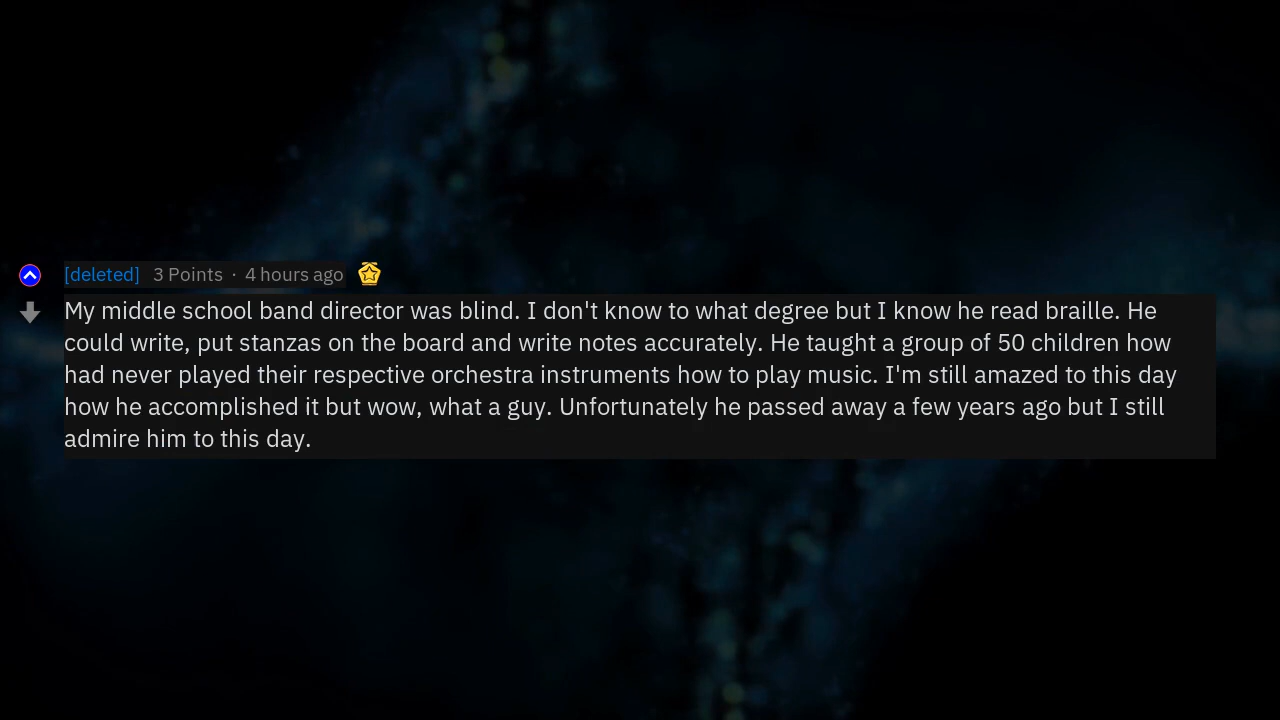 [deleted] 3 Points · 4 hours ago
My middle school band director was blind. I don't know to what degree but I know he read braille. He
could write, put stanzas on the board and write notes accurately. He taught a group of 50 children how
had never played their respective orchestra instruments how to play music. I'm still amazed to this day
how he accomplished it but wow, what a guy. Unfortunately he passed away a few years ago but I still
admire him to this day.